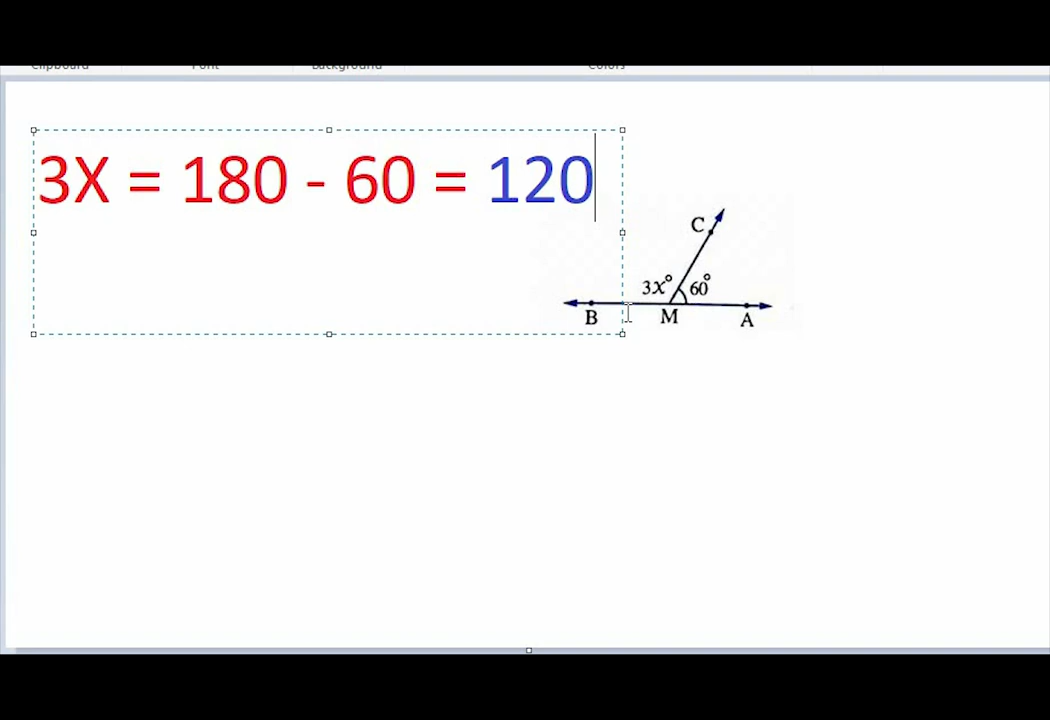 Clipboard Font Background Colors
3X = 180 - 60 = 120
C
3x° 60°
B M A